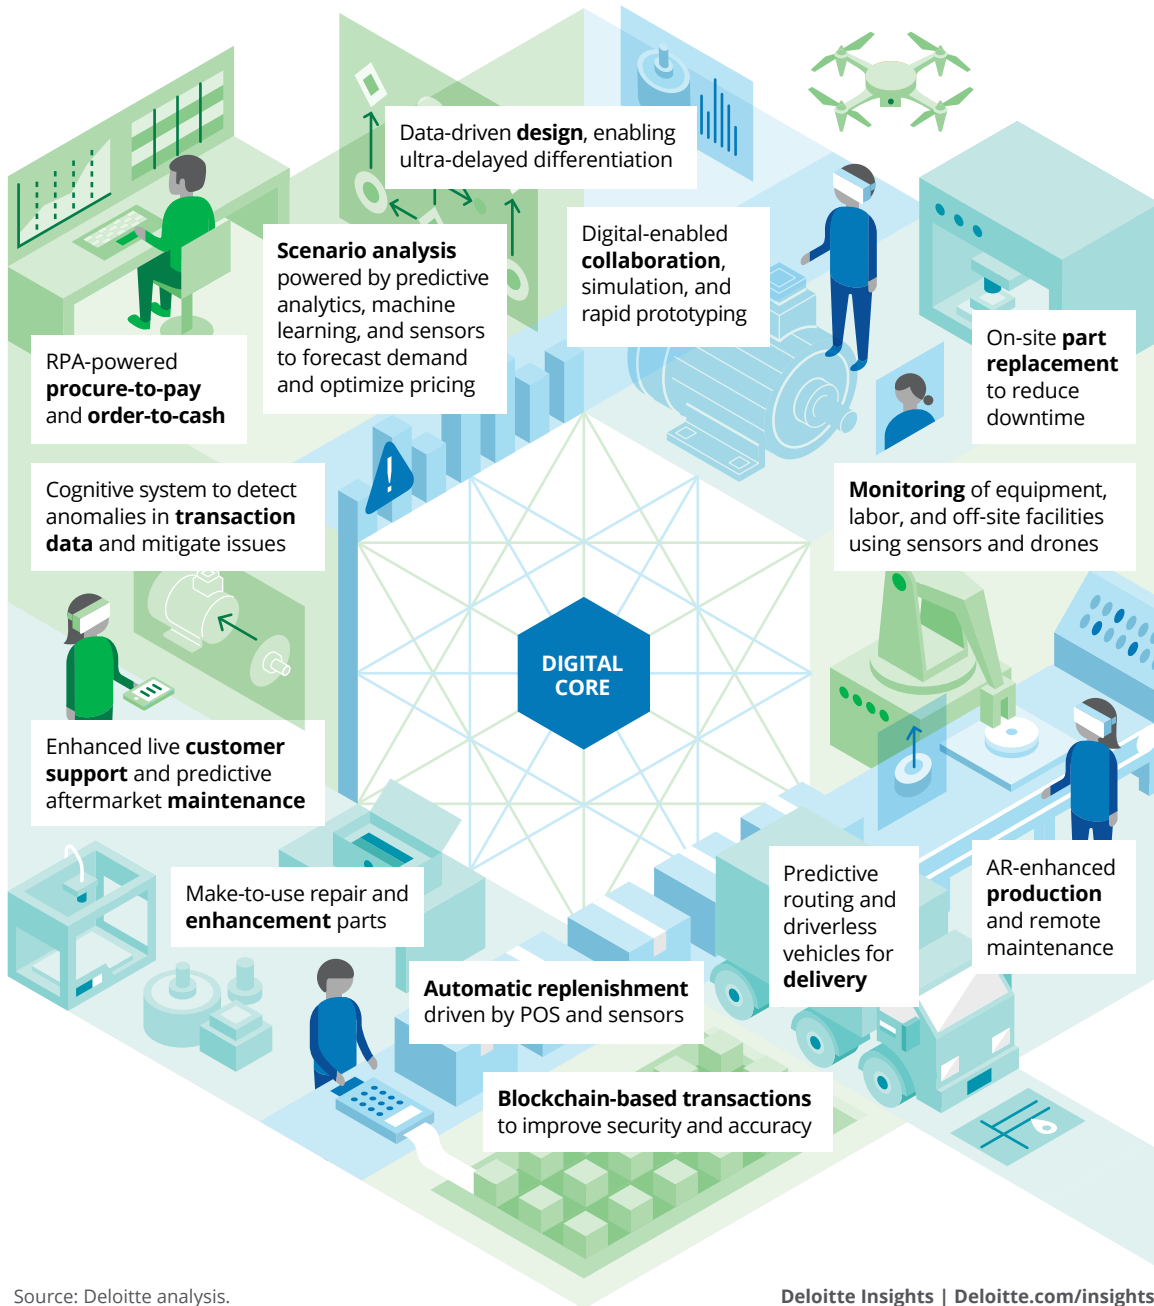 Data-driven design, enabling
ultra-delayed differentiation
Scenario analysis
powered by predictive
analytics, machine
learning, and sensors
to forecast demand
and optimize pricing
Digital-enabled
collaboration,
simulation, and
rapid prototyping
RPA-powered
procure-to-pay
and order-to-cash
On-site part
replacement
to reduce
downtime
Cognitive system to detect
anomalies in transaction
data and mitigate issues
!
Monitoring of equipment,
labor, and off-site facilities
using sensors and drones
DIGITAL
CORE
Enhanced live customer
support and predictive
aftermarket maintenance
Make-to-use repair and
enhancement parts
Predictive
routing and
driverless
vehicles for
delivery
AR-enhanced
production
and remote
maintenance
Automatic replenishment
driven by POS and sensors
Blockchain-based transactions
to improve security and accuracy
Source: Deloitte analysis.
Deloitte Insights | Deloitte.com/insights